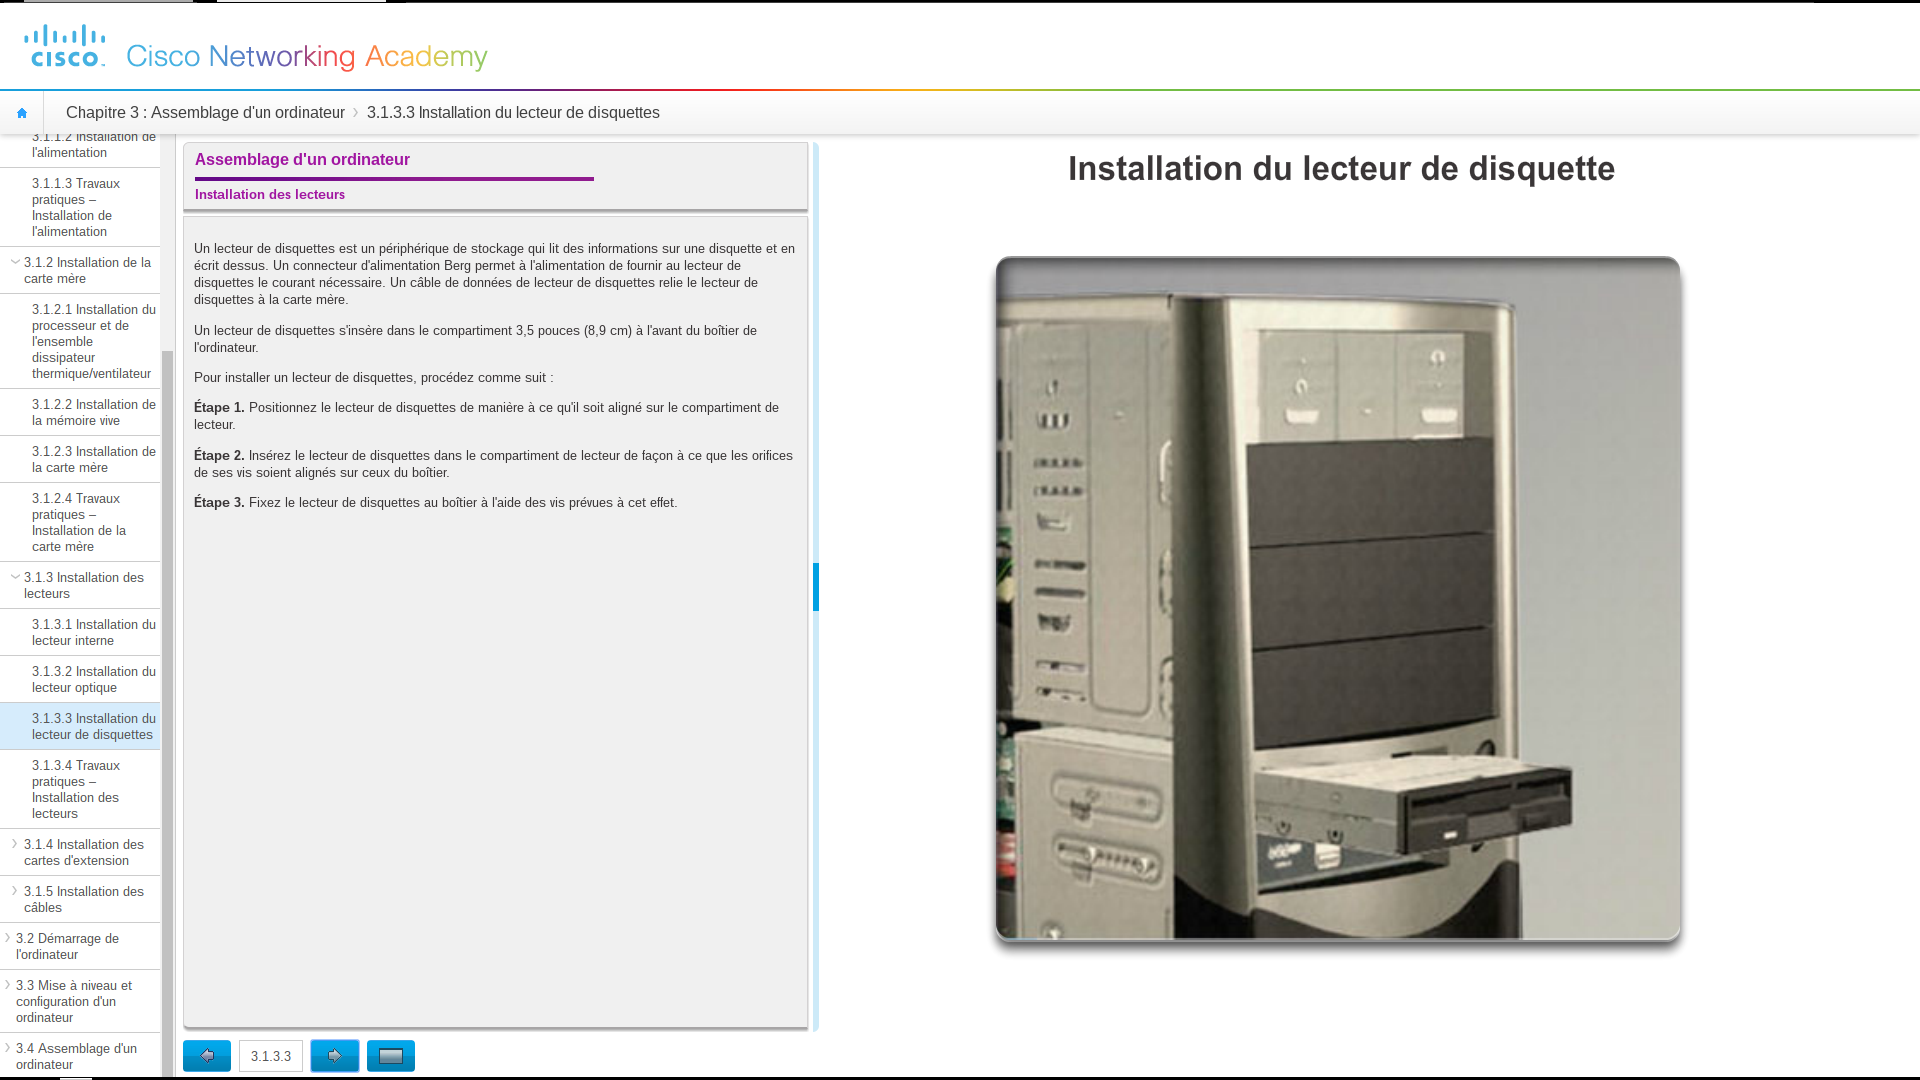 cisco
Cisco Networking Academy
Chapitre 3 : Assemblage d'un ordinateur
3.1.3.3 Installation du lecteur de disquettes
3.1.1.2 Installation de
l'alimentation
3.1.1.3 Travaux
pratiques –
Installation de
l'alimentation
3.1.2 Installation de la
carte mère
3.1.2.1 Installation du
processeur et de
l'ensemble
dissipateur
thermique/ventilateur
3.1.2.2 Installation de
la mémoire vive
3.1.2.3 Installation de
la carte mère
3.1.2.4 Travaux
pratiques –
Installation de la
carte mère
3.1.3 Installation des
lecteurs
3.1.3.1 Installation du
lecteur interne
3.1.3.2 Installation du
lecteur optique
3.1.3.3 Installation du
lecteur de disquettes
3.1.3.4 Travaux
pratiques –
Installation des
lecteurs
3.1.4 Installation des
cartes d'extension
3.1.5 Installation des
câbles
3.2 Démarrage de
l'ordinateur
3.3 Mise à niveau et
configuration d'un
ordinateur
3.4 Assemblage d'un
ordinateur
Assemblage d'un ordinateur
Installation des lecteurs
Un lecteur de disquettes est un périphérique de stockage qui lit des informations sur une disquette et en
écrit dessus. Un connecteur d'alimentation Berg permet à l'alimentation de fournir au lecteur de
disquettes le courant nécessaire. Un câble de données de lecteur de disquettes relie le lecteur de
disquettes à la carte mère.
Un lecteur de disquettes s'insère dans le compartiment 3,5 pouces (8,9 cm) à l'avant du boîtier de
l'ordinateur.
Pour installer un lecteur de disquettes, procédez comme suit :
Étape 1. Positionnez le lecteur de disquettes de manière à ce qu'il soit aligné sur le compartiment de
lecteur.
Étape 2. Insérez le lecteur de disquettes dans le compartiment de lecteur de façon à ce que les orifices
de ses vis soient alignés sur ceux du boîtier.
Étape 3. Fixez le lecteur de disquettes au boîtier à l'aide des vis prévues à cet effet.
3.1.3.3
Installation du lecteur de disquette